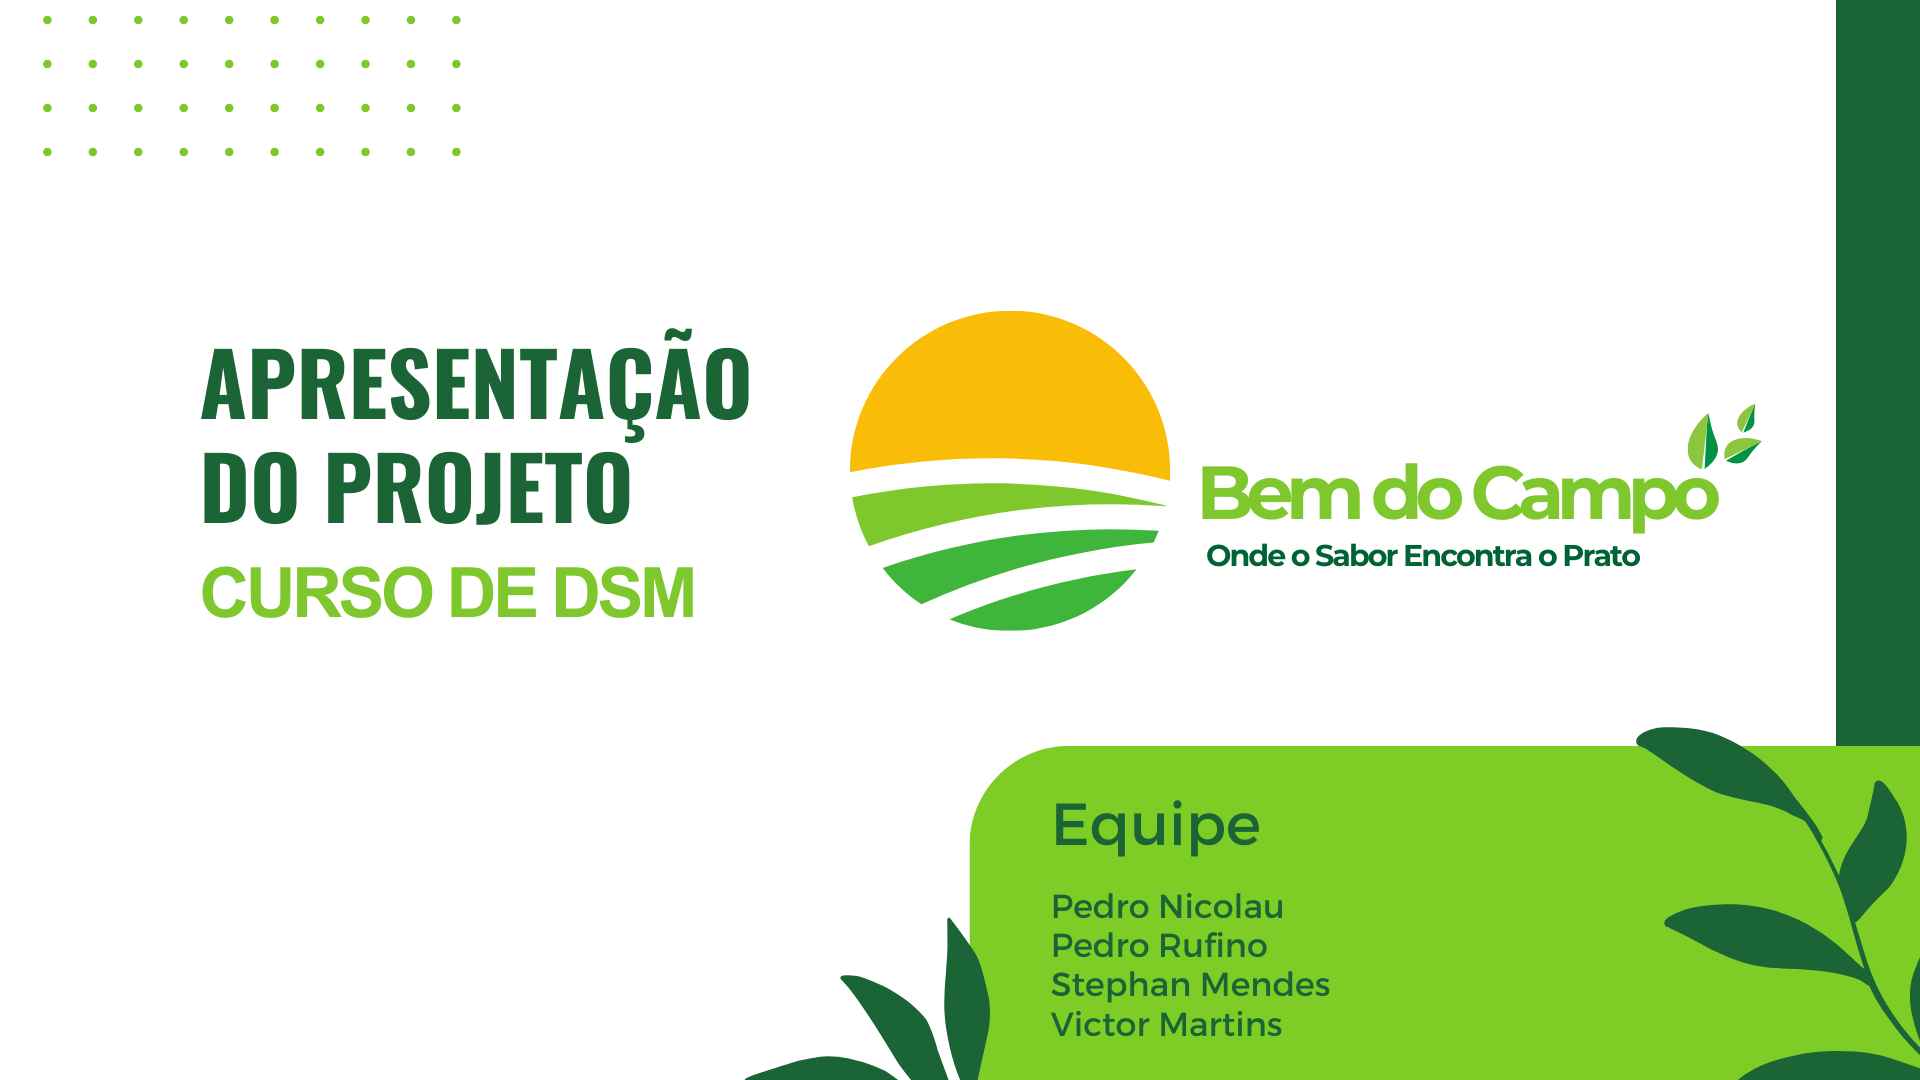 APRESENTAÇÃO
DO PROJETO
CURSO DE DSM
Bem do Campo
Onde o Sabor Encontra o Prato
Equipe
Pedro Nicolau
Pedro Rufino
Stephan Mendes
Victor Martins